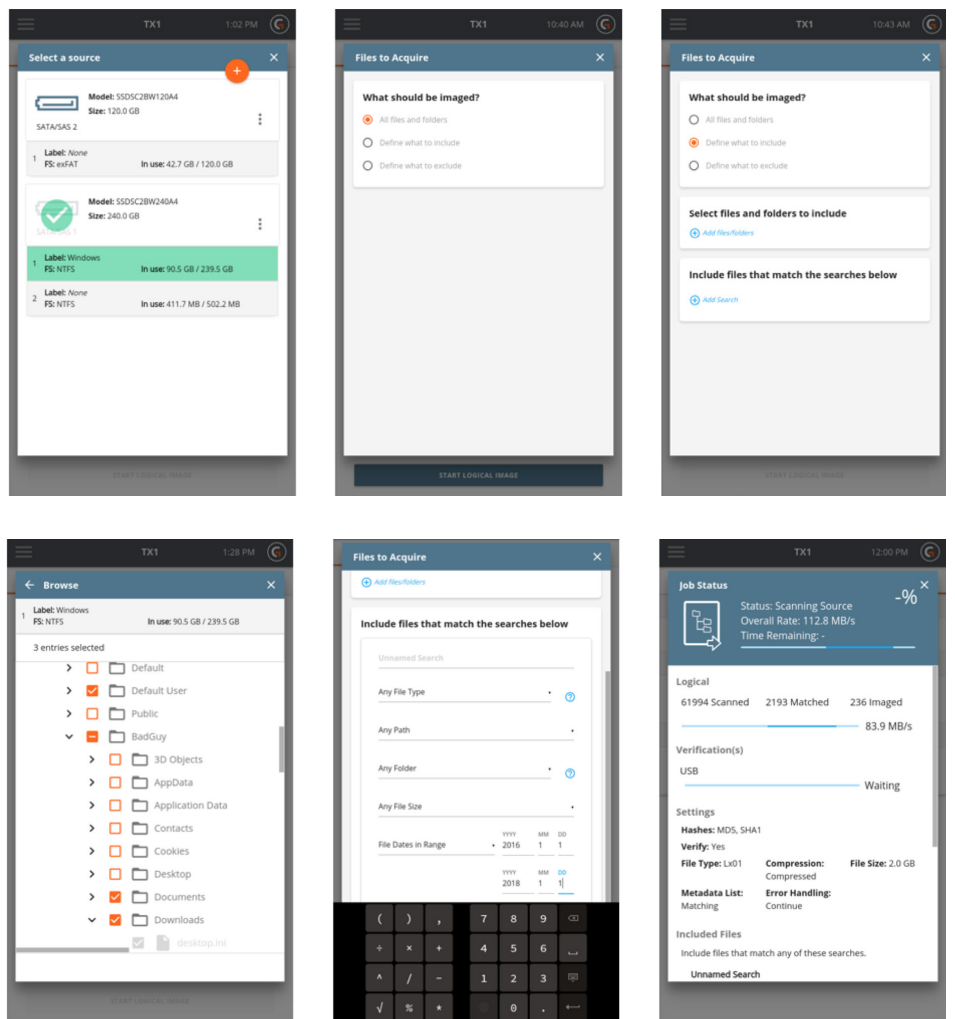 TX1 1:02 PM
Select a source
+
Model: SSDSC2BW120A4
Size: 120.0 GB
SATA/SAS 2
1 Label: None
FS: exFAT In use: 42.7 GB / 120.0 GB
Model: SSDSC2BW240A4
Size: 240.0 GB
SATA/SAS 1
1 Label: Windows
FS: NTFS In use: 90.5 GB / 239.5 GB
2 Label: None
FS: NTFS In use: 411.7 MB / 502.2 MB
START LOGICAL IMAGE
TX1 10:40 AM
Files to Acquire
What should be imaged?
All files and folders
Define what to include
Define what to exclude
START LOGICAL IMAGE
TX1 10:43 AM
Files to Acquire
What should be imaged?
All files and folders
Define what to include
Define what to exclude
Select files and folders to include
Add files/folders
Include files that match the searches below
Add Search
START LOGICAL IMAGE
TX1 1:28 PM
Browse
1 Label: Windows
FS: NTFS In use: 90.5 GB / 239.5 GB
3 entries selected
Default
Default User
Public
BadGuy
3D Objects
AppData
Application Data
Contacts
Cookies
Desktop
Documents
Downloads
desktop.ini
START LOGICAL IMAGE
Files to Acquire
Add files/folders
Include files that match the searches below
Unnamed Search
Any File Type
Any Path
Any Folder
Any File Size
YYYY MM DD
File Dates in Range 2016 1 1
YYYY MM DD
2018 1 1
( ) , 7 8 9
÷ × + 4 5 6
^ / - 1 2 3
√ % * 0 .
TX1 12:00 PM
Job Status
-%
Status: Scanning Source
Overall Rate: 112.8 MB/s
Time Remaining: -
Logical
61994 Scanned 2193 Matched 236 Imaged
83.9 MB/s
Verification(s)
USB
Waiting
Settings
Hashes: MD5, SHA1
Verify: Yes
File Type: Lx01 Compression: File Size: 2.0 GB
Compressed
Metadata List: Error Handling:
Matching Continue
Included Files
Include files that match any of these searches.
Unnamed Search